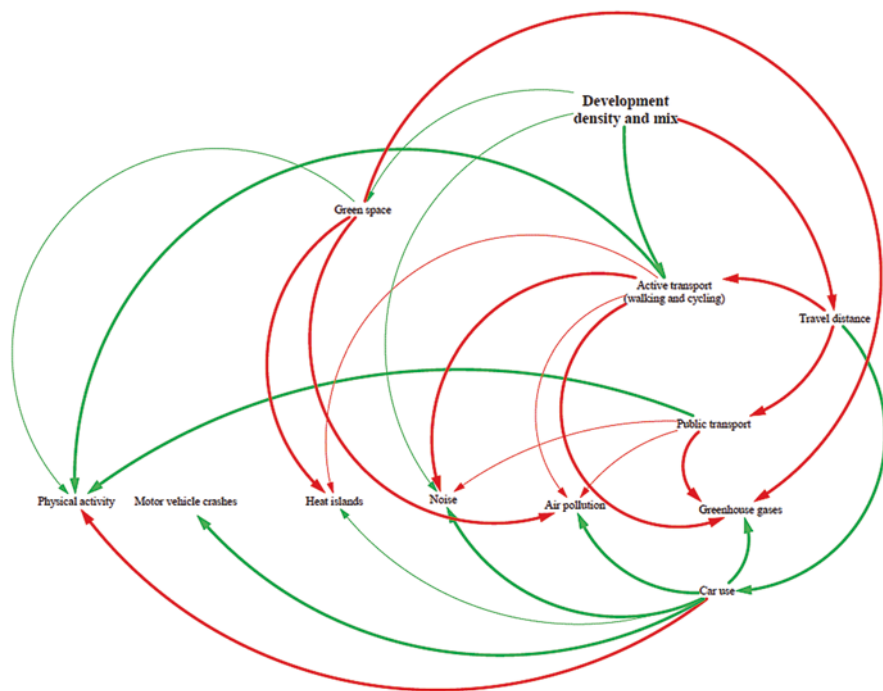 Development
density and mix
Green space
Active transport
(walking and cycling)
Travel distance
Public transport
Physical activity
Motor vehicle crashes
Heat islands
Noise
Air pollution
Greenhouse gases
Car use